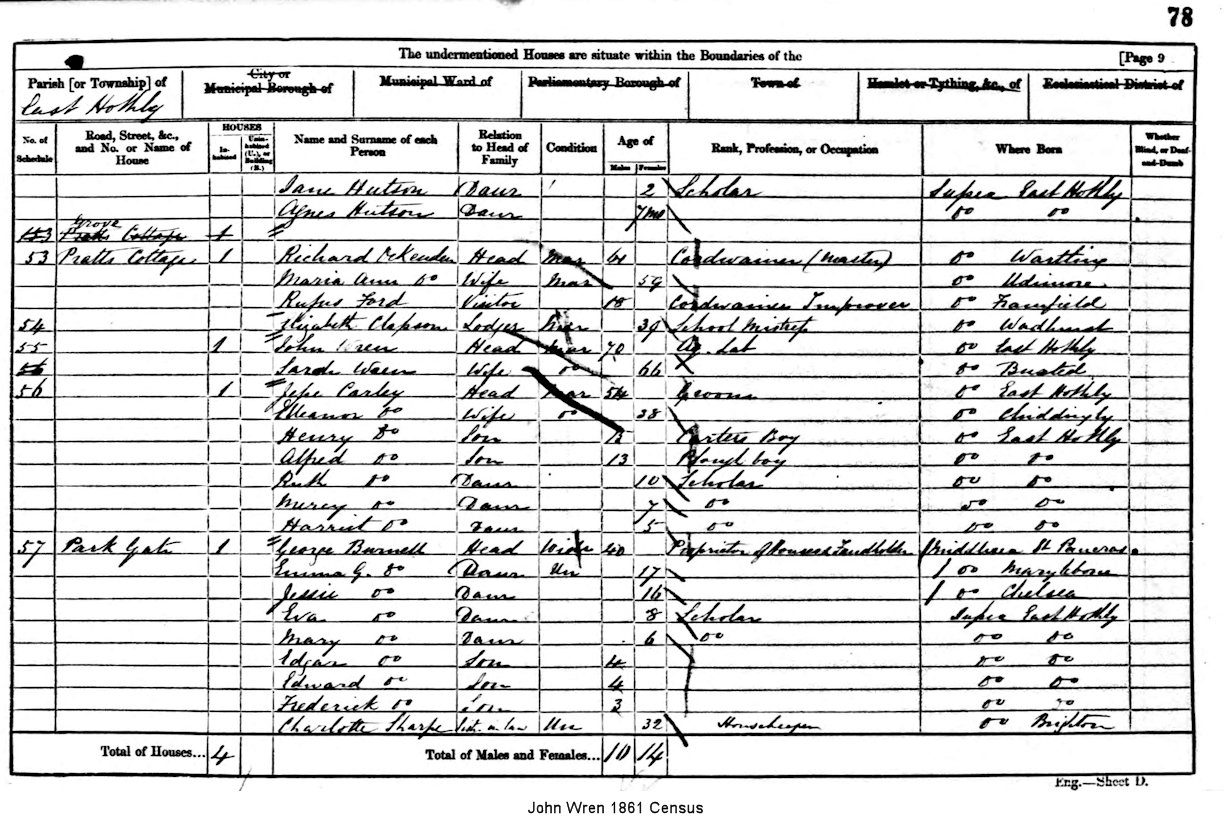 78
The undermentioned Houses are situate within the Boundaries of the [Page 9
Parish [or Township] of City or Municipal Borough of Municipal Ward of Parliamentary Borough of Town of Hamlet or Tything, &c., of Ecclesiastical District of
East Hothly
No. of Schedule Road, Street, &c., and No. or Name of House HOUSES Inhabited Uninhabited (U.), or Building (B.) Name and Surname of each Person Relation to Head of Family Condition Age of Males Females Rank, Profession, or Occupation Where Born Whether Blind, or Deaf-and-Dumb
Jane Hutson Daur 2 Scholar Sussex East Hothly
Agnes Hutson Daur 7 mo do do
Grove
153 Pratts Cottage 1
53 Pratts Cottage 1 Richard Head Mar 61 Cordwainer (Master) do Wartling
Maria Ann do Wife Mar 59 do Udimore
Rufus Ford Visitor 18 Cordwainer Improver do Framfield
54 Elizabeth Clapson Lodger 39 School Mistress do Wadhurst
55 1 John Wren Head Mar 70 Ag. Lab do East Hothly
56 Sarah Wren Wife do 66 do Buxted
56 1 Jesse Carley Head Mar 54 Groom do East Hothly
Elleanor do Wife do 38 do Chiddingly
Henry do Son Carters Boy do East Hothly
Alfred do Son 13 Plough boy do do
Ruth do Daur 10 Scholar do do
Mercy do Daur 7 do do do
Harriet do Daur 5 do do do
57 Park Gate 1 George Burnell Head Widr 40 Proprietor of Houses Fundholder Middlesex St Pancras
Emma G. do Daur Un 17 do Marylebone
Jessie do Daur 16 do Chelsea
Eva do Daur 8 Scholar Sussex East Hothly
Mary do Daur 6 do do do
Edgar do Son 4 do do
Edward do Son 4 do do
Frederick do Son 3 do do
Charlotte Sharpe Sist. in law Un 32 Housekeeper do Brighton
Total of Houses... 4 Total of Males and Females... 10 14
Eng.—Sheet D.
John Wren 1861 Census